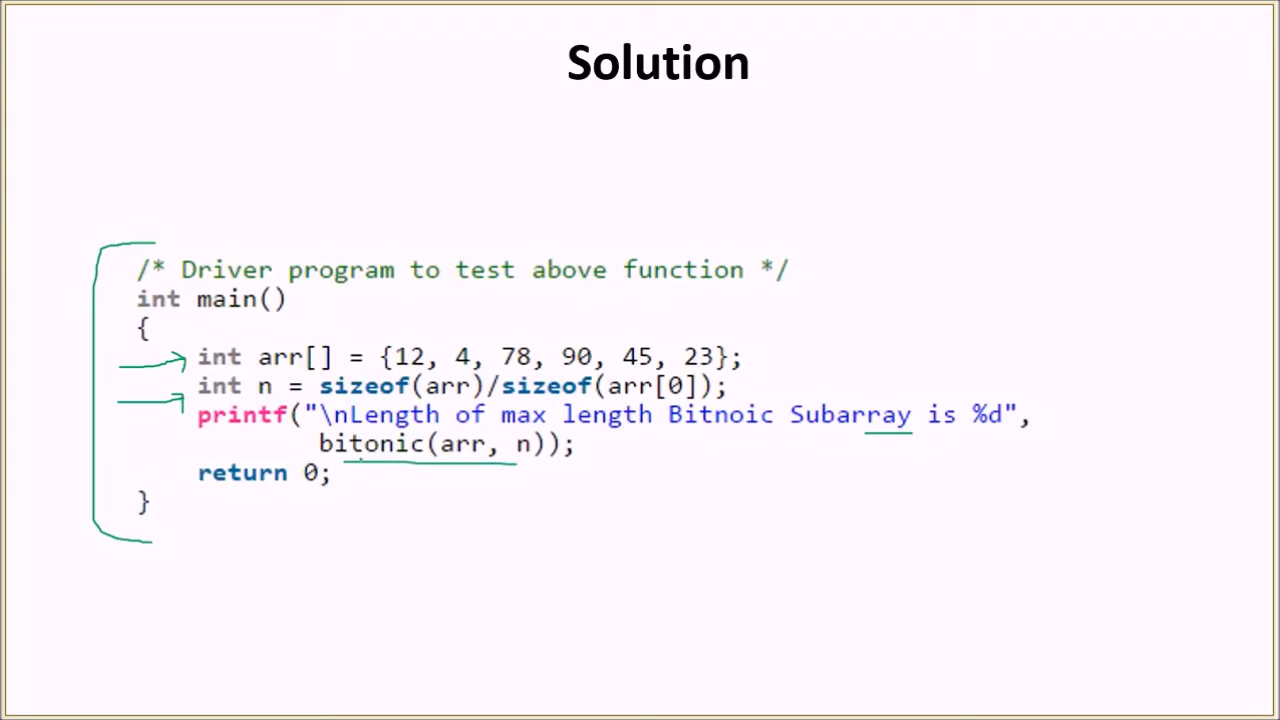 Solution
/* Driver program to test above function */
int main()
{
int arr[] = {12, 4, 78, 90, 45, 23};
int n = sizeof(arr)/sizeof(arr[0]);
printf("\nLength of max length Bitnoic Subarray is %d",
bitonic(arr, n));
return 0;
}